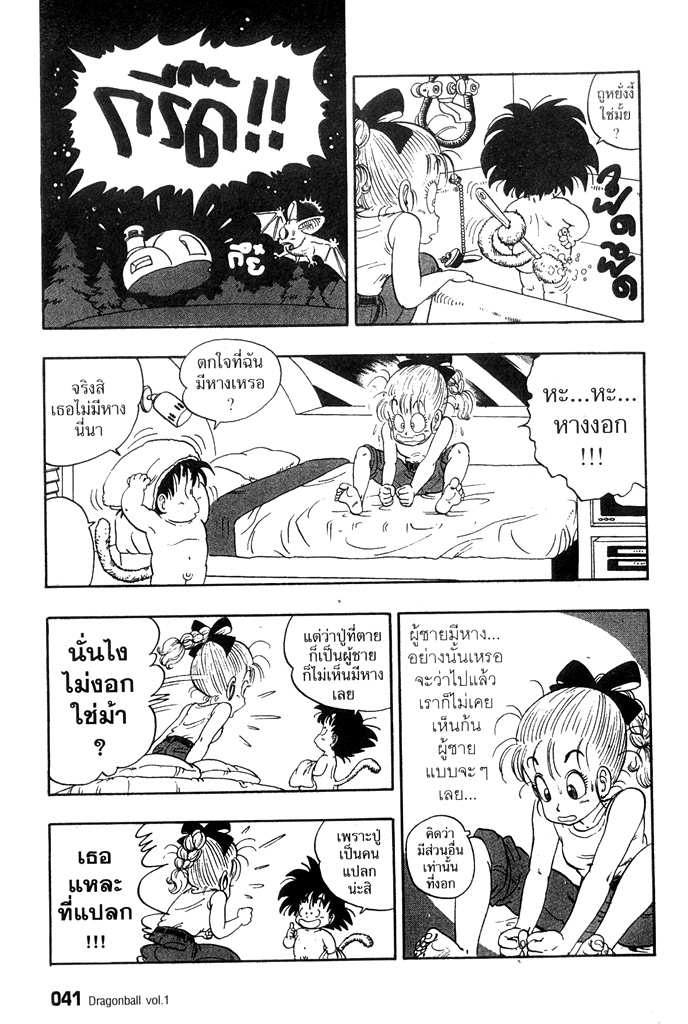 ถูหยั่งงี้
ใช่มั้ย
?
กรี๊ด!!
กี๊ซ
หะ...หะ...
หางงอก
!!!
ตกใจที่ฉัน
มีหางเหรอ
?
จริงสิ
เธอไม่มีหาง
นี่นา
ผู้ชายมีหาง...
อย่างนั้นเหรอ
จะว่าไปแล้ว
เราก็ไม่เคย
เห็นก้น
ผู้ชาย
แบบจะๆ
เลย...
คิดว่า
มีส่วนอื่น
เท่านั้น
ที่งอก
แต่ว่าปู่ที่ตาย
ก็เป็นผู้ชาย
ก็ไม่เห็นมีหาง
เลย
นั่นไง
ไม่งอก
ใช่ม้า
?
เพราะปู่
เป็นคน
แปลก
น่ะสิ
เธอ
แหละ
ที่แปลก
!!!
041 Dragonball vol.1